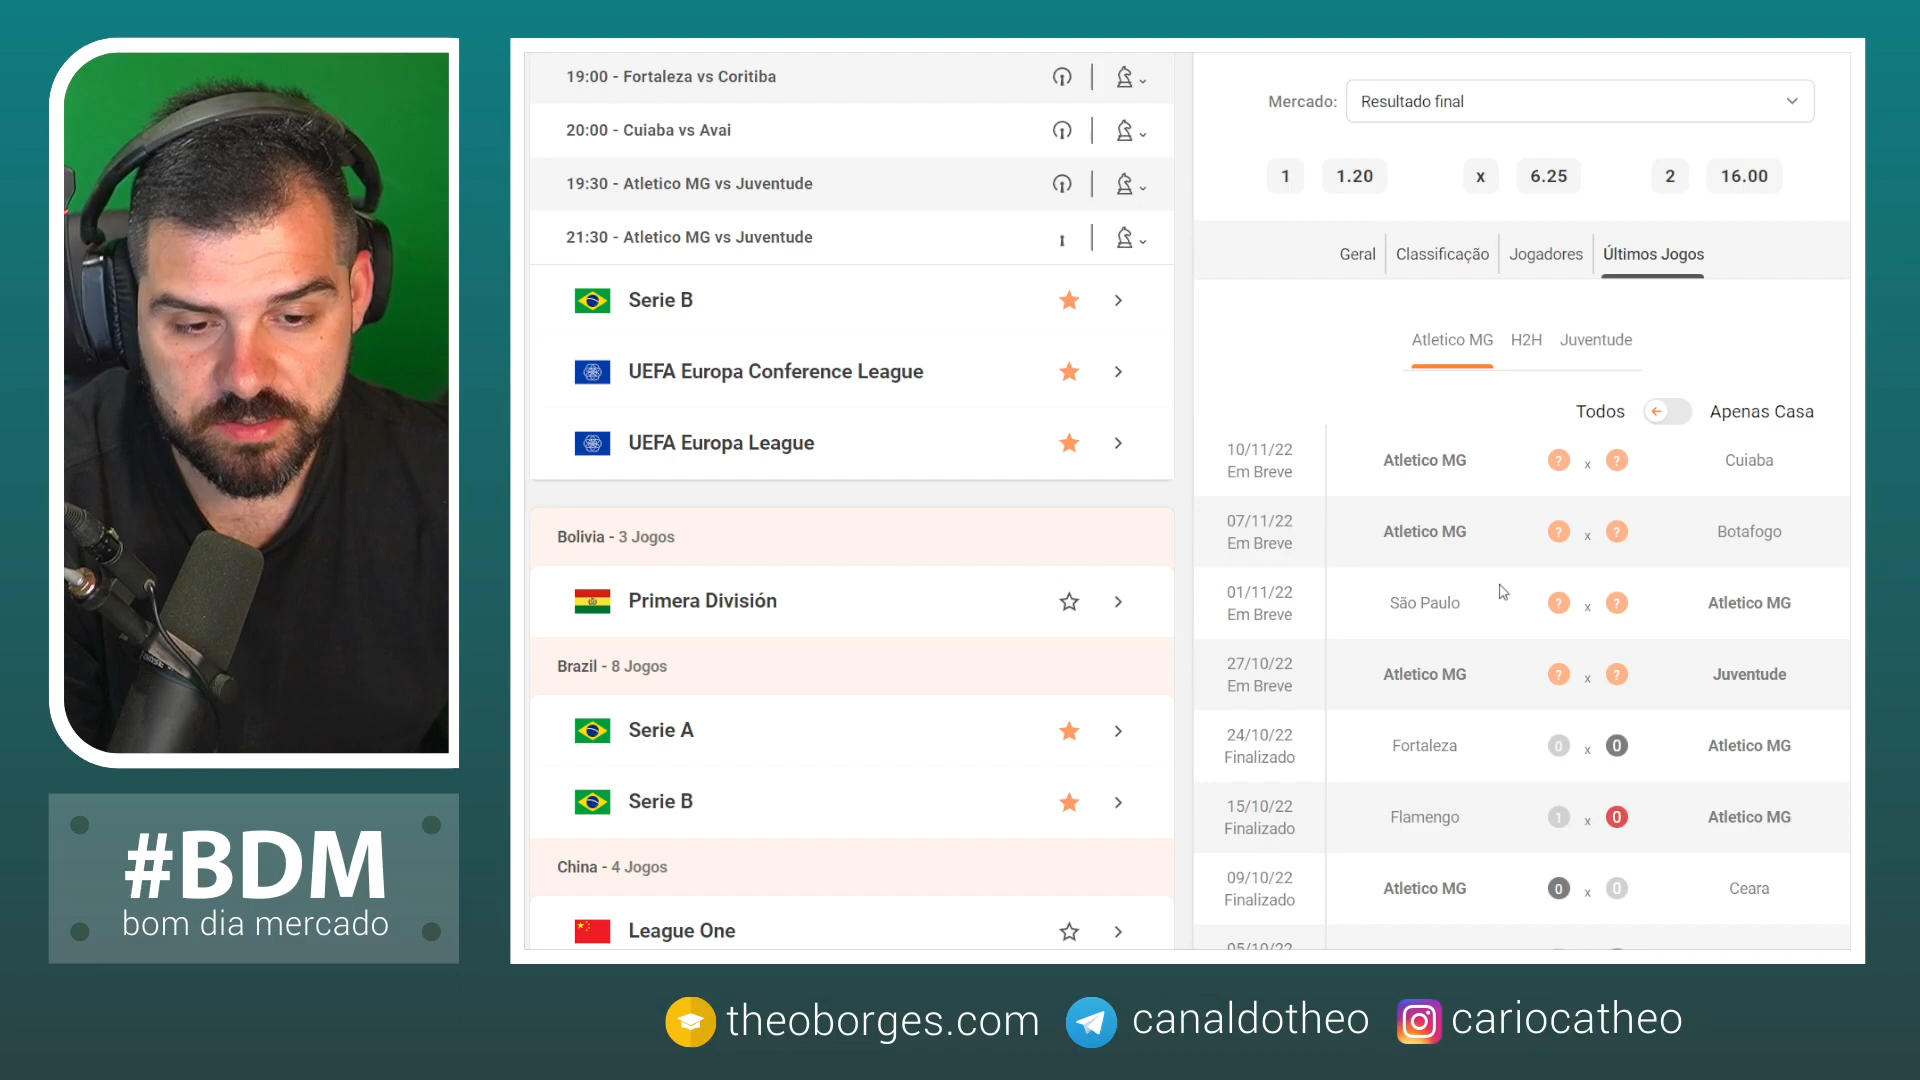 19:00 - Fortaleza vs Coritiba
20:00 - Cuiaba vs Avai
19:30 - Atletico MG vs Juventude
21:30 - Atletico MG vs Juventude
Serie B
UEFA Europa Conference League
UEFA Europa League
Bolivia - 3 Jogos
Primera División
Brazil - 8 Jogos
Serie A
Serie B
China - 4 Jogos
League One
Mercado: Resultado final
1 1.20 x 6.25 2 16.00
Geral Classificação Jogadores Últimos Jogos
Atletico MG H2H Juventude
Todos Apenas Casa
10/11/22
Em Breve
Atletico MG ? x ? Cuiaba
07/11/22
Em Breve
Atletico MG ? x ? Botafogo
01/11/22
Em Breve
São Paulo ? x ? Atletico MG
27/10/22
Em Breve
Atletico MG ? x ? Juventude
24/10/22
Finalizado
Fortaleza 0 x 0 Atletico MG
15/10/22
Finalizado
Flamengo 1 x 0 Atletico MG
09/10/22
Finalizado
Atletico MG 0 x 0 Ceara
05/10/22
#BDM
bom dia mercado
theoborges.com canaldotheo cariocatheo